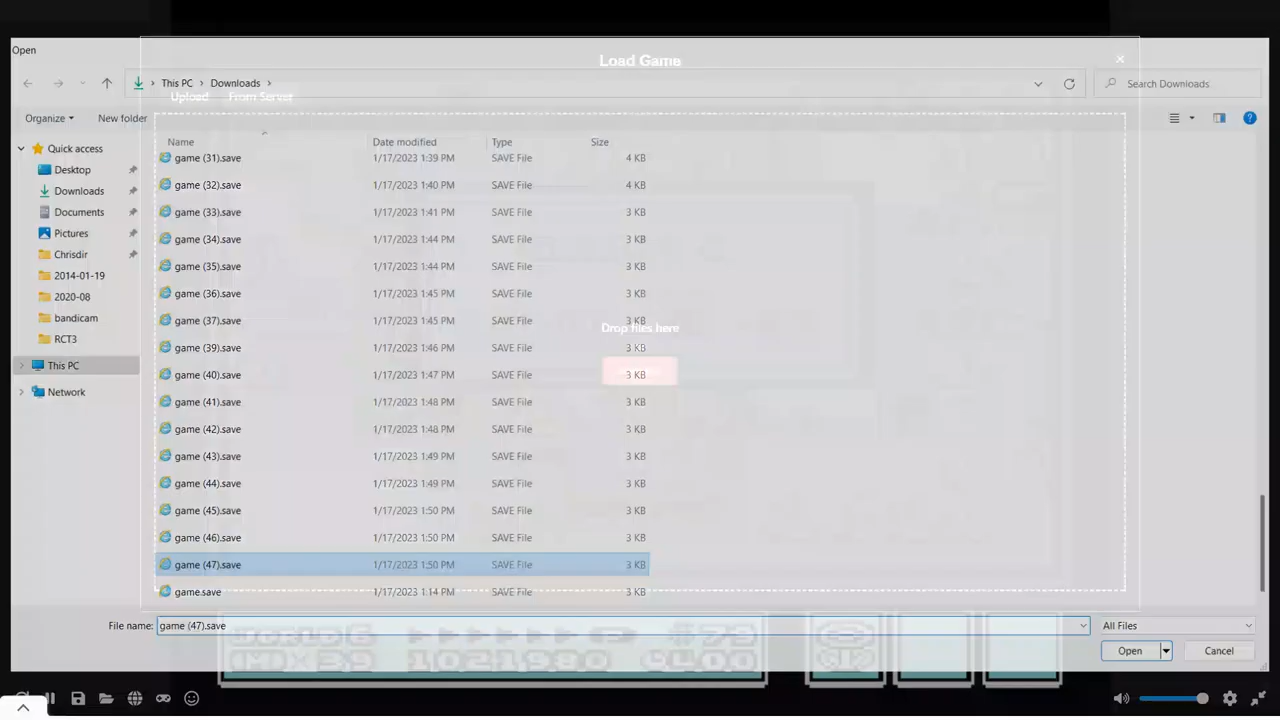 Open
Load Game
×
This PC
Downloads
Search Downloads
Upload
From Server
Organize
New folder
Name
Date modified
Type
Size
game (31).save 1/17/2023 1:39 PM SAVE File 4 KB
game (32).save 1/17/2023 1:40 PM SAVE File 4 KB
game (33).save 1/17/2023 1:41 PM SAVE File 3 KB
game (34).save 1/17/2023 1:44 PM SAVE File 3 KB
game (35).save 1/17/2023 1:44 PM SAVE File 3 KB
game (36).save 1/17/2023 1:45 PM SAVE File 3 KB
game (37).save 1/17/2023 1:45 PM SAVE File 3 KB
game (39).save 1/17/2023 1:46 PM SAVE File 3 KB
game (40).save 1/17/2023 1:47 PM SAVE File 3 KB
game (41).save 1/17/2023 1:48 PM SAVE File 3 KB
game (42).save 1/17/2023 1:48 PM SAVE File 3 KB
game (43).save 1/17/2023 1:49 PM SAVE File 3 KB
game (44).save 1/17/2023 1:49 PM SAVE File 3 KB
game (45).save 1/17/2023 1:50 PM SAVE File 3 KB
game (46).save 1/17/2023 1:50 PM SAVE File 3 KB
game (47).save 1/17/2023 1:50 PM SAVE File 3 KB
game.save 1/17/2023 1:14 PM SAVE File 3 KB
Drop files here
Quick access
Desktop
Downloads
Documents
Pictures
Chrisdir
2014-01-19
2020-08
bandicam
RCT3
This PC
Network
File name:
game (47).save
All Files
Open
Cancel
WORLD 6